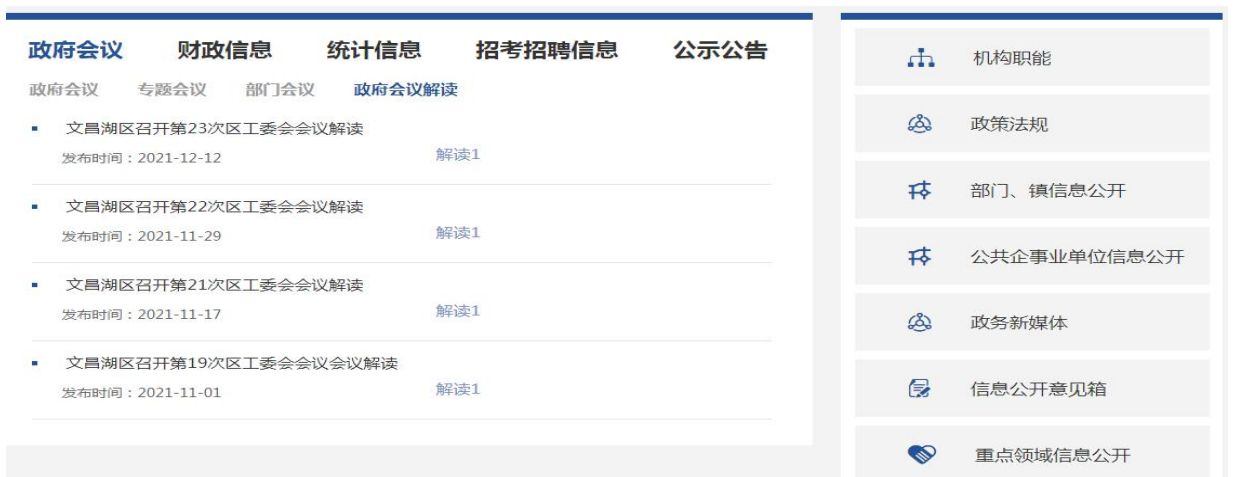 政府会议 财政信息 统计信息 招考招聘信息 公示公告
政府会议 专题会议 部门会议 政府会议解读
文昌湖区召开第23次区工委会会议解读
发布时间：2021-12-12 解读1
文昌湖区召开第22次区工委会会议解读
发布时间：2021-11-29 解读1
文昌湖区召开第21次区工委会会议解读
发布时间：2021-11-17 解读1
文昌湖区召开第19次区工委会会议会议解读
发布时间：2021-11-01 解读1
机构职能
政策法规
部门、镇信息公开
公共企事业单位信息公开
政务新媒体
信息公开意见箱
重点领域信息公开